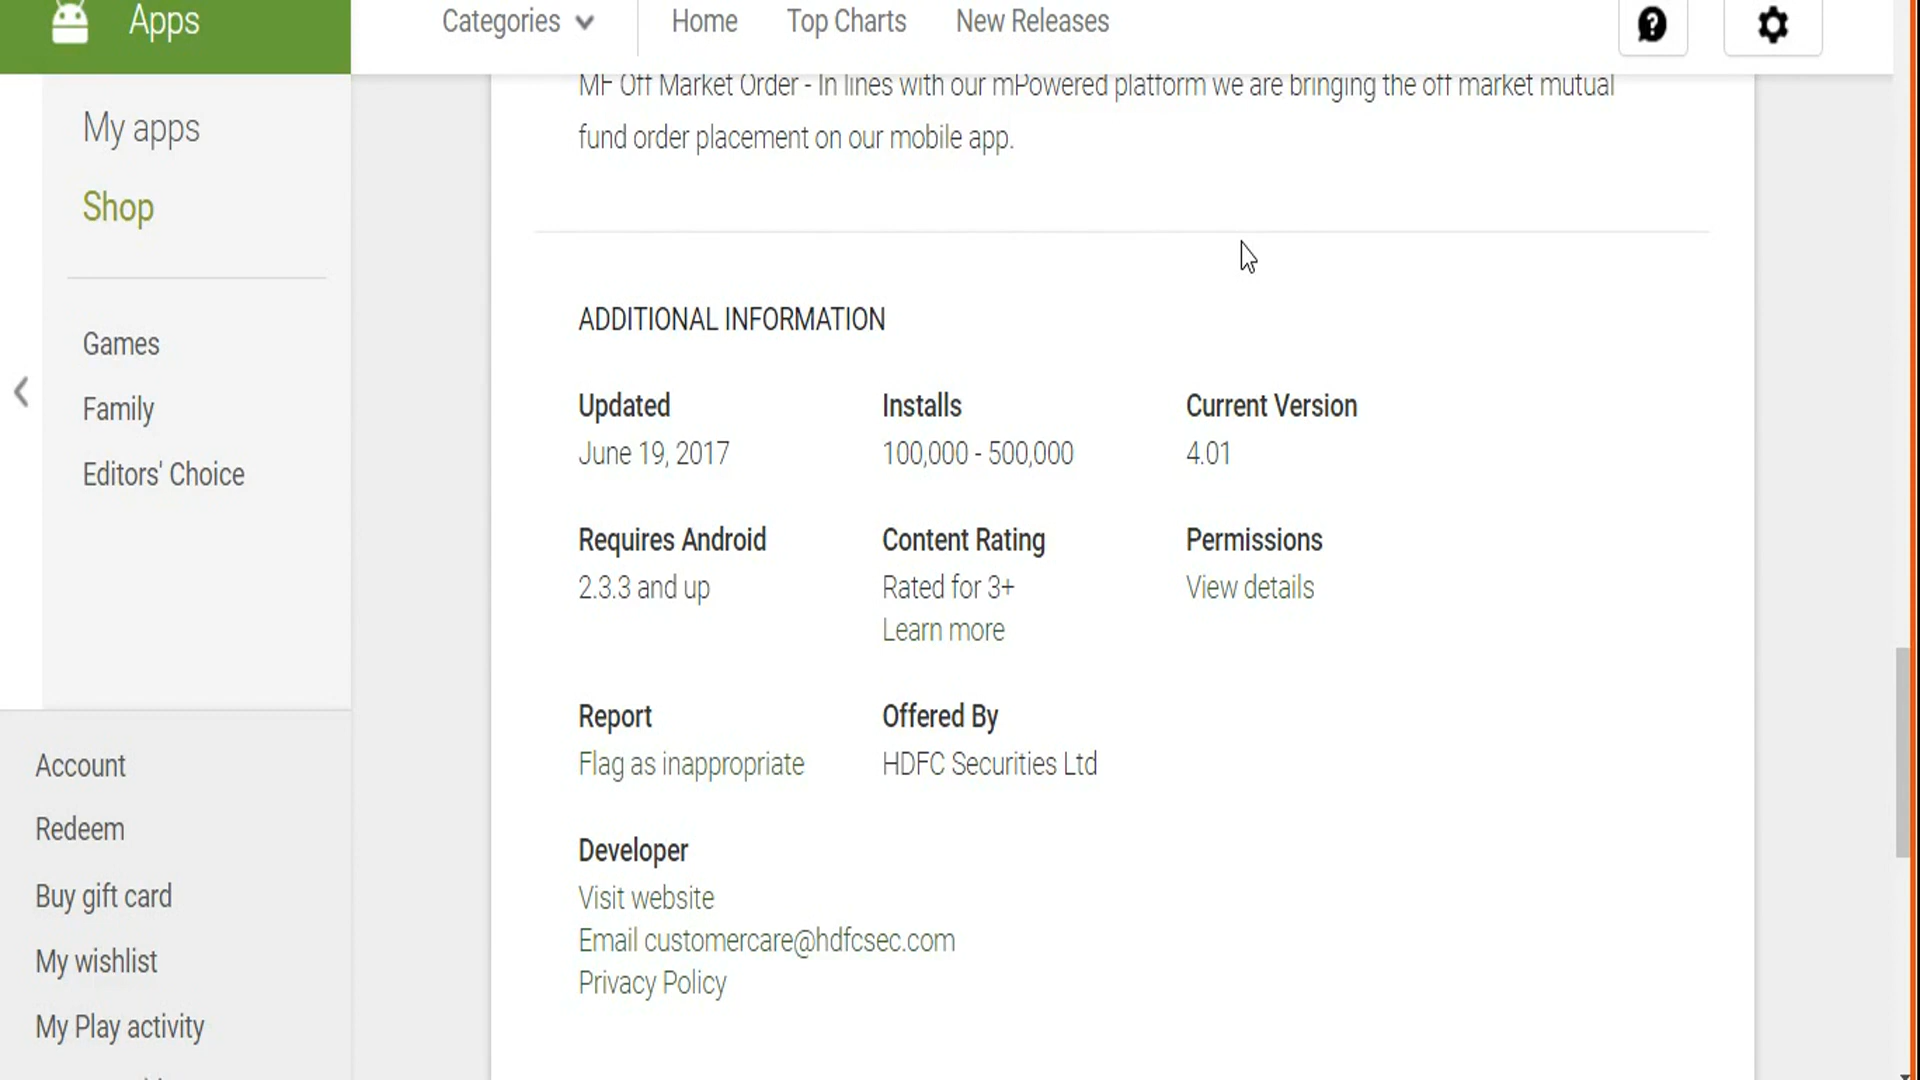 Apps
Categories
Home
Top Charts
New Releases
My apps
Shop
Games
Family
Editors' Choice
Account
Redeem
Buy gift card
My wishlist
My Play activity
MF Off Market Order - In lines with our mPowered platform we are bringing the off market mutual
fund order placement on our mobile app.
ADDITIONAL INFORMATION
Updated
June 19, 2017
Installs
100,000 - 500,000
Current Version
4.01
Requires Android
2.3.3 and up
Content Rating
Rated for 3+
Learn more
Permissions
View details
Report
Flag as inappropriate
Offered By
HDFC Securities Ltd
Developer
Visit website
Email customercare@hdfcsec.com
Privacy Policy